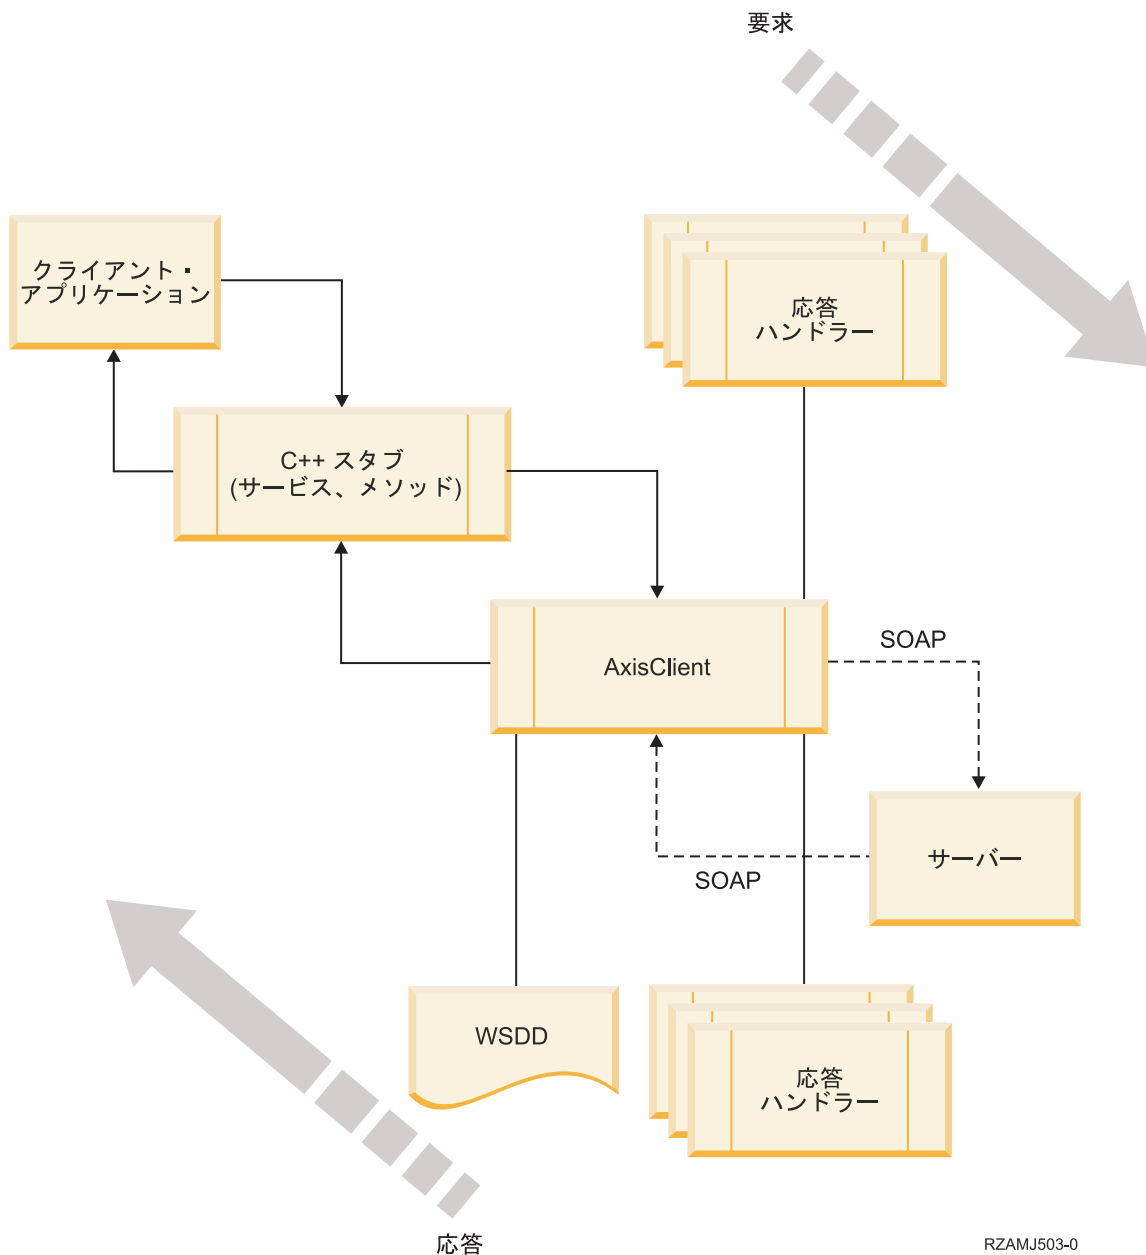 要求
クライアント・
アプリケーション
応答
ハンドラー
C++ スタブ
(サービス、メソッド)
SOAP
AxisClient
サーバー
SOAP
WSDD
応答
ハンドラー
応答
RZAMJ503-0